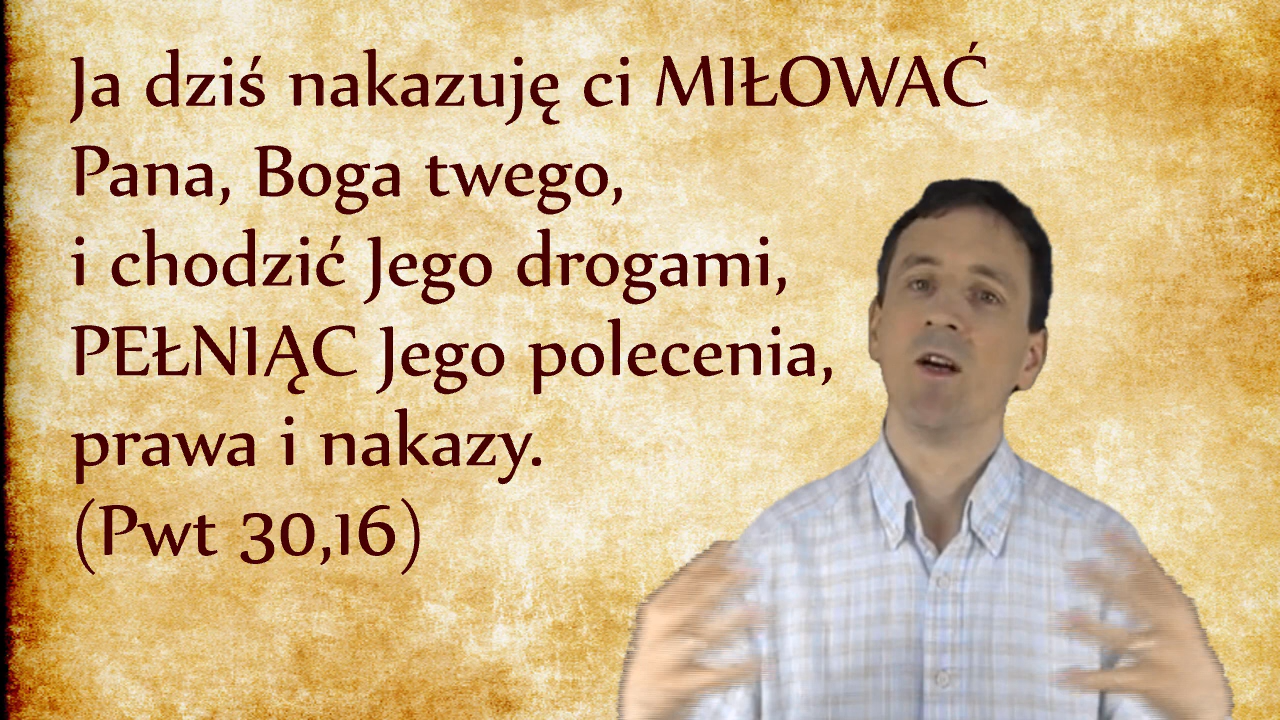 Ja dziś nakazuję ci MIŁOWAĆ
Pana, Boga twego,
i chodzić Jego drogami,
PEŁNIĄC Jego polecenia,
prawa i nakazy.
(Pwt 30,16)